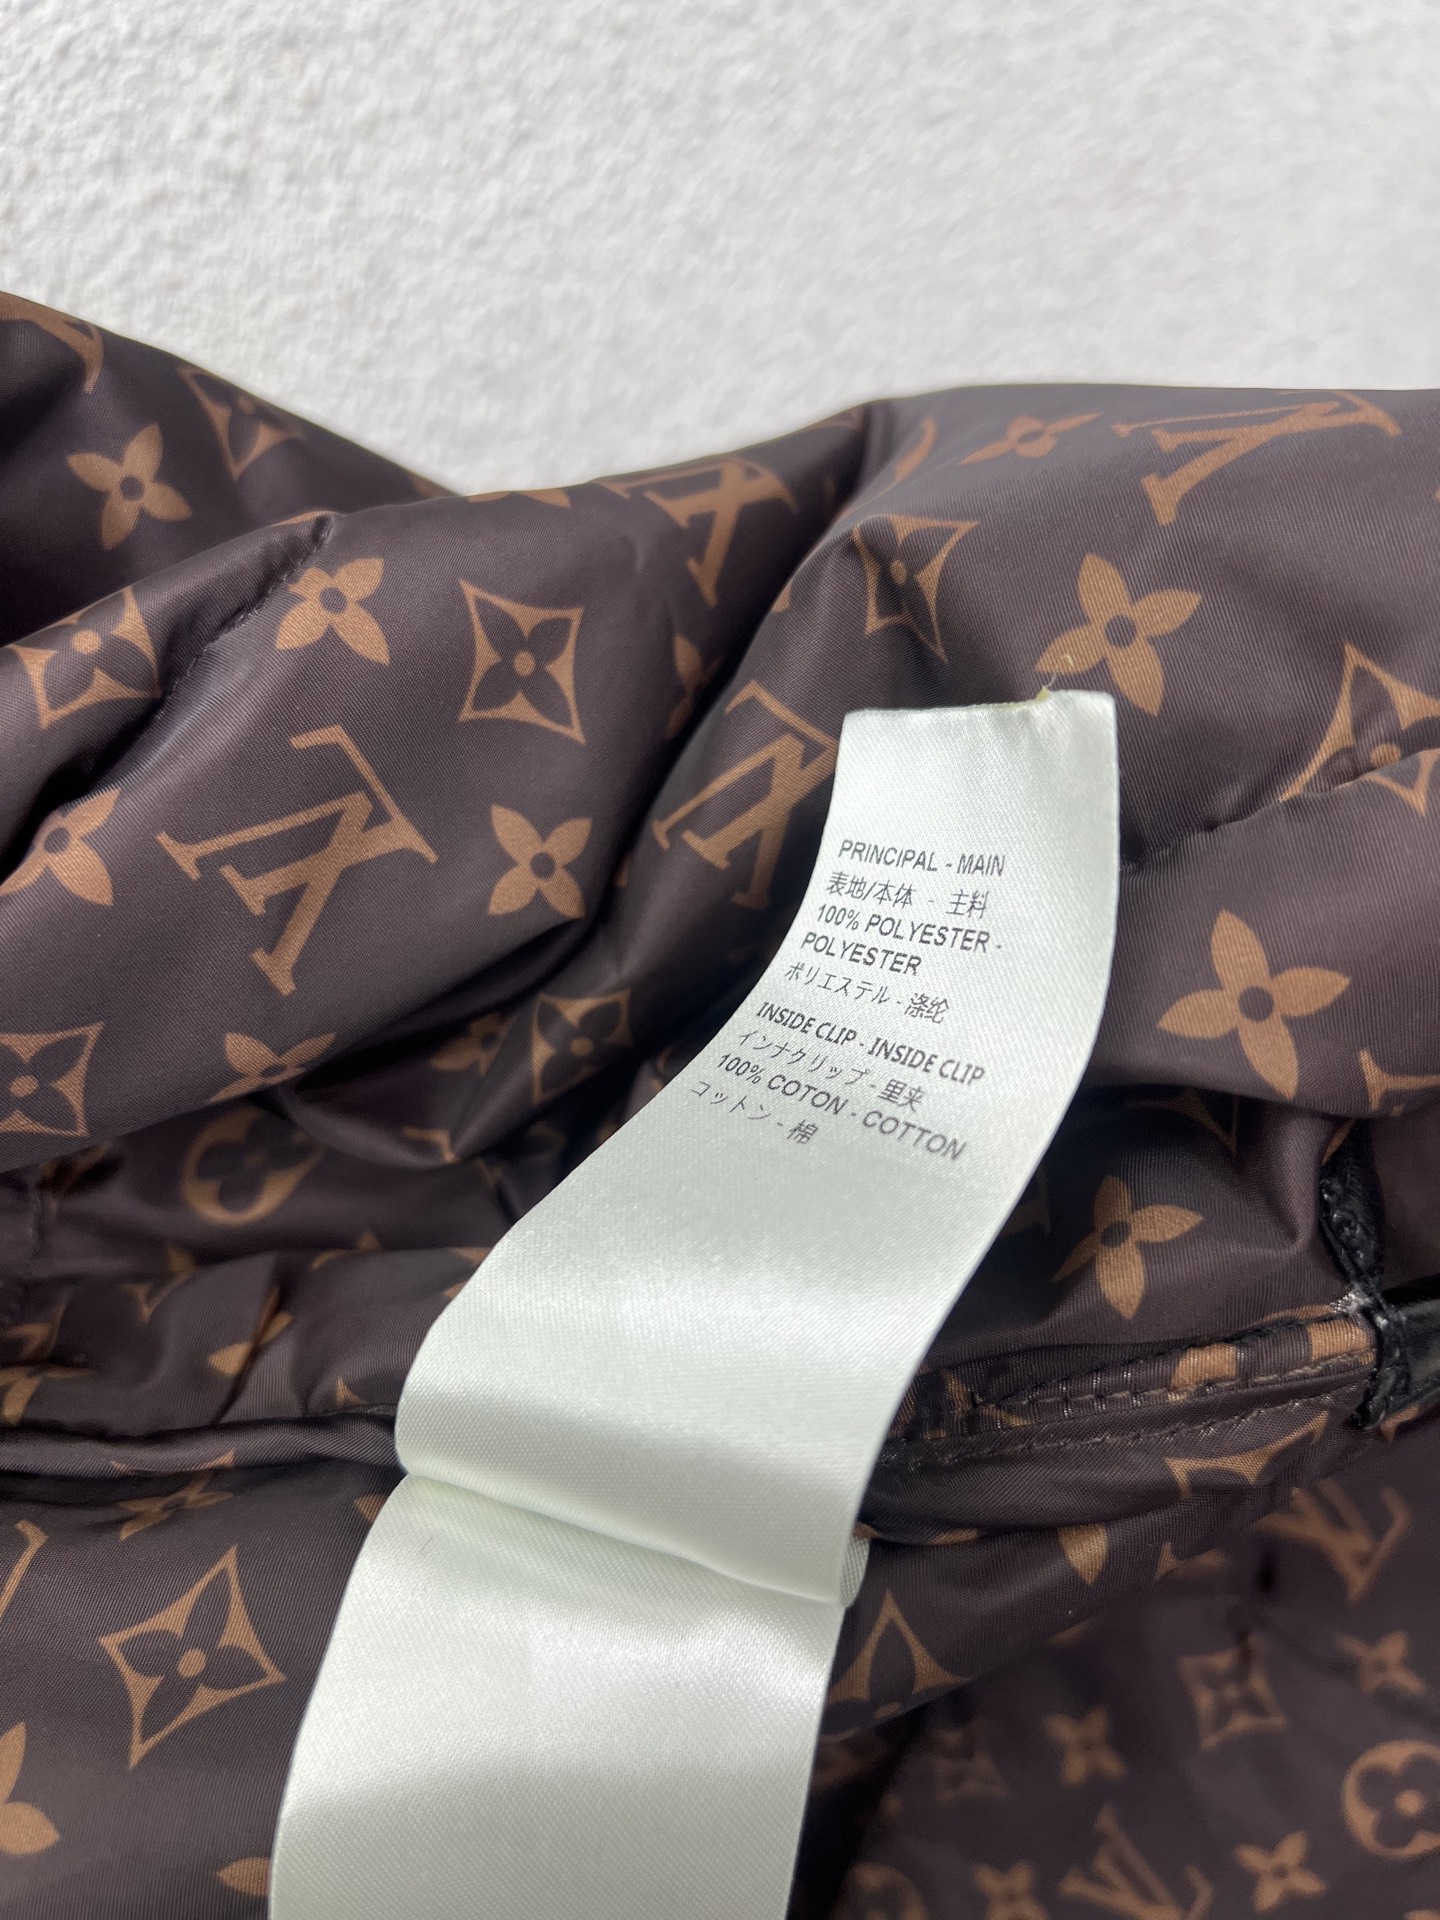 PRINCIPAL - MAIN
表地/本体 - 主料
100% POLYESTER -
POLYESTER
ポリエステル - 涤纶
INSIDE CLIP - INSIDE CLIP
インナクリップ - 里夹
100% COTON - COTTON
コットン - 棉